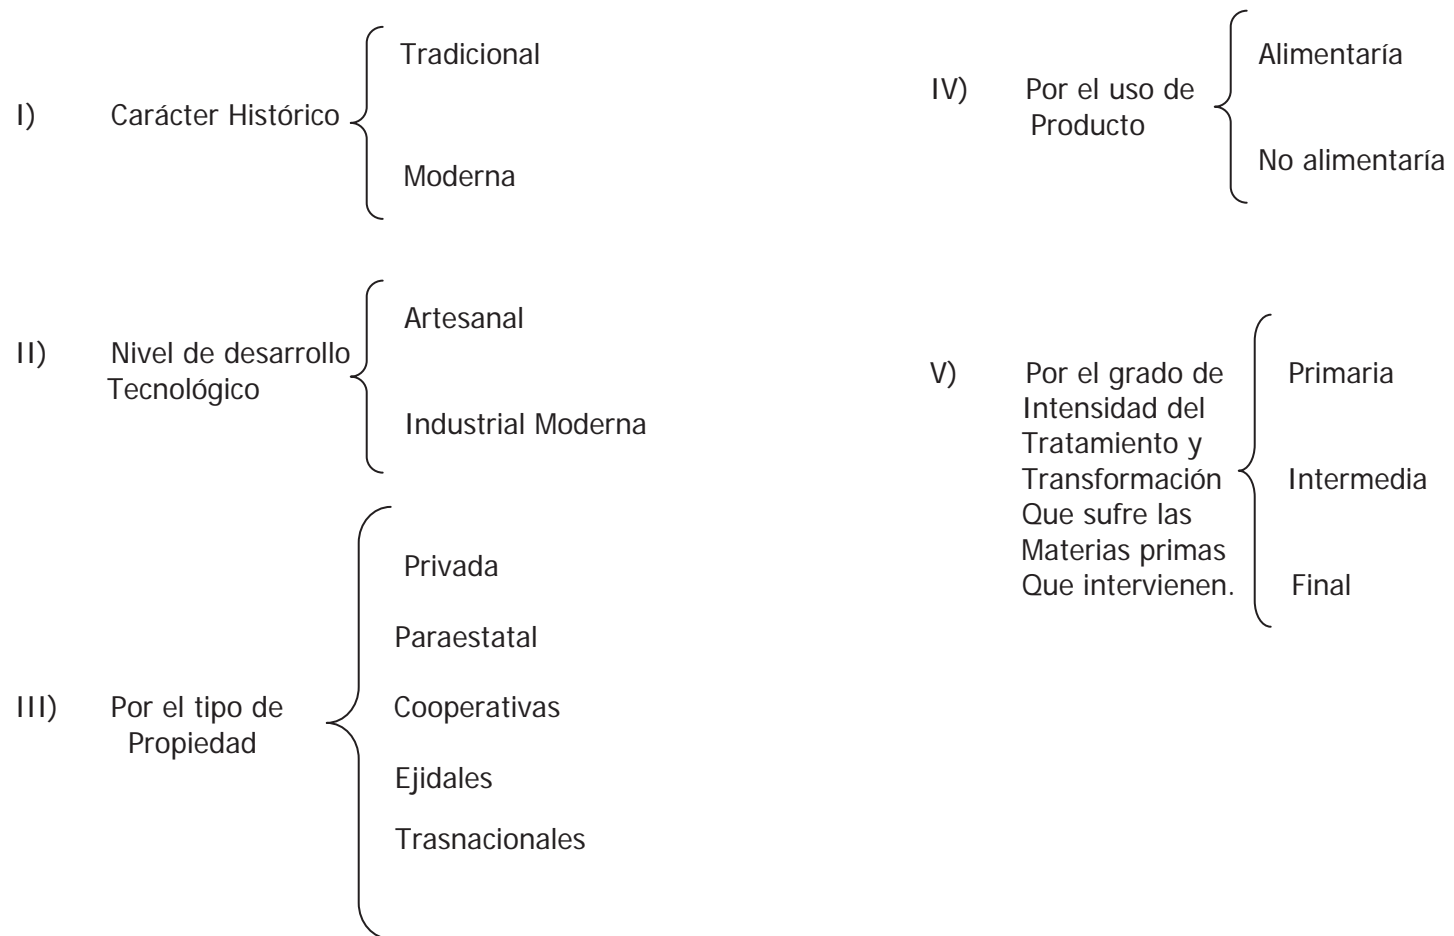 I) Carácter Histórico
Tradicional
Moderna
II) Nivel de desarrollo
Tecnológico
Artesanal
Industrial Moderna
III) Por el tipo de
Propiedad
Privada
Paraestatal
Cooperativas
Ejidales
Trasnacionales
IV) Por el uso de
Producto
Alimentaría
No alimentaría
V) Por el grado de
Intensidad del
Tratamiento y
Transformación
Que sufre las
Materias primas
Que intervienen.
Primaria
Intermedia
Final